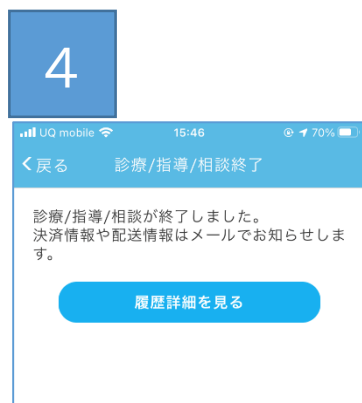 4
UQ mobile 15:46 70%
戻る 診療/指導/相談終了
診療/指導/相談が終了しました。
決済情報や配送情報はメールでお知らせしま
す。
履歴詳細を見る